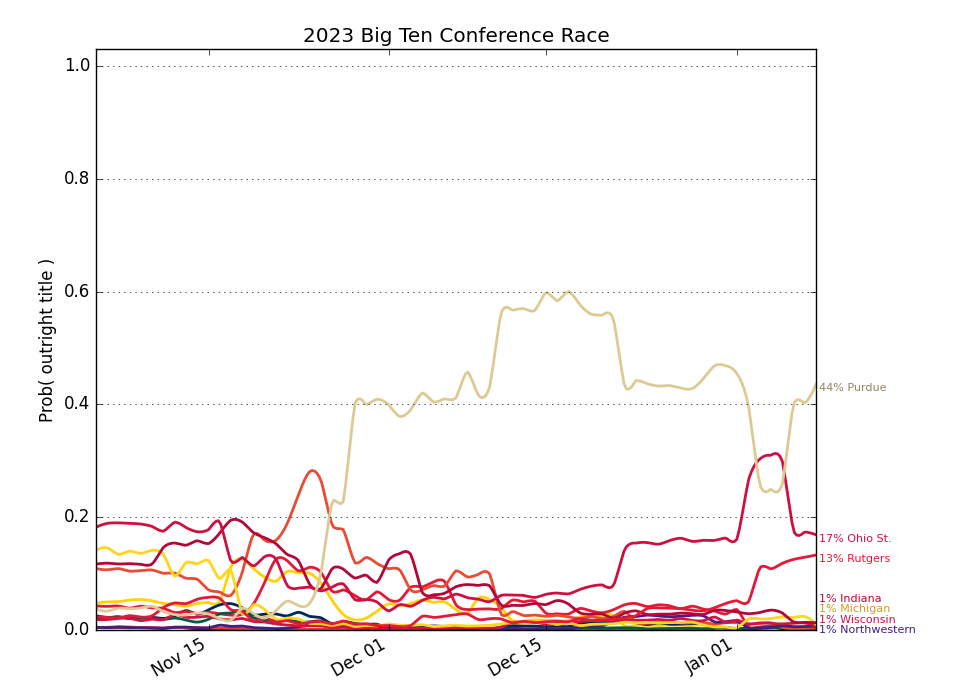 2023 Big Ten Conference Race
Prob( outright title )
1.0
0.8
0.6
0.4
0.2
0.0
Nov 15
Dec 01
Dec 15
Jan 01
44% Purdue
17% Ohio St.
13% Rutgers
1% Indiana
1% Michigan
1% Wisconsin
1% Northwestern